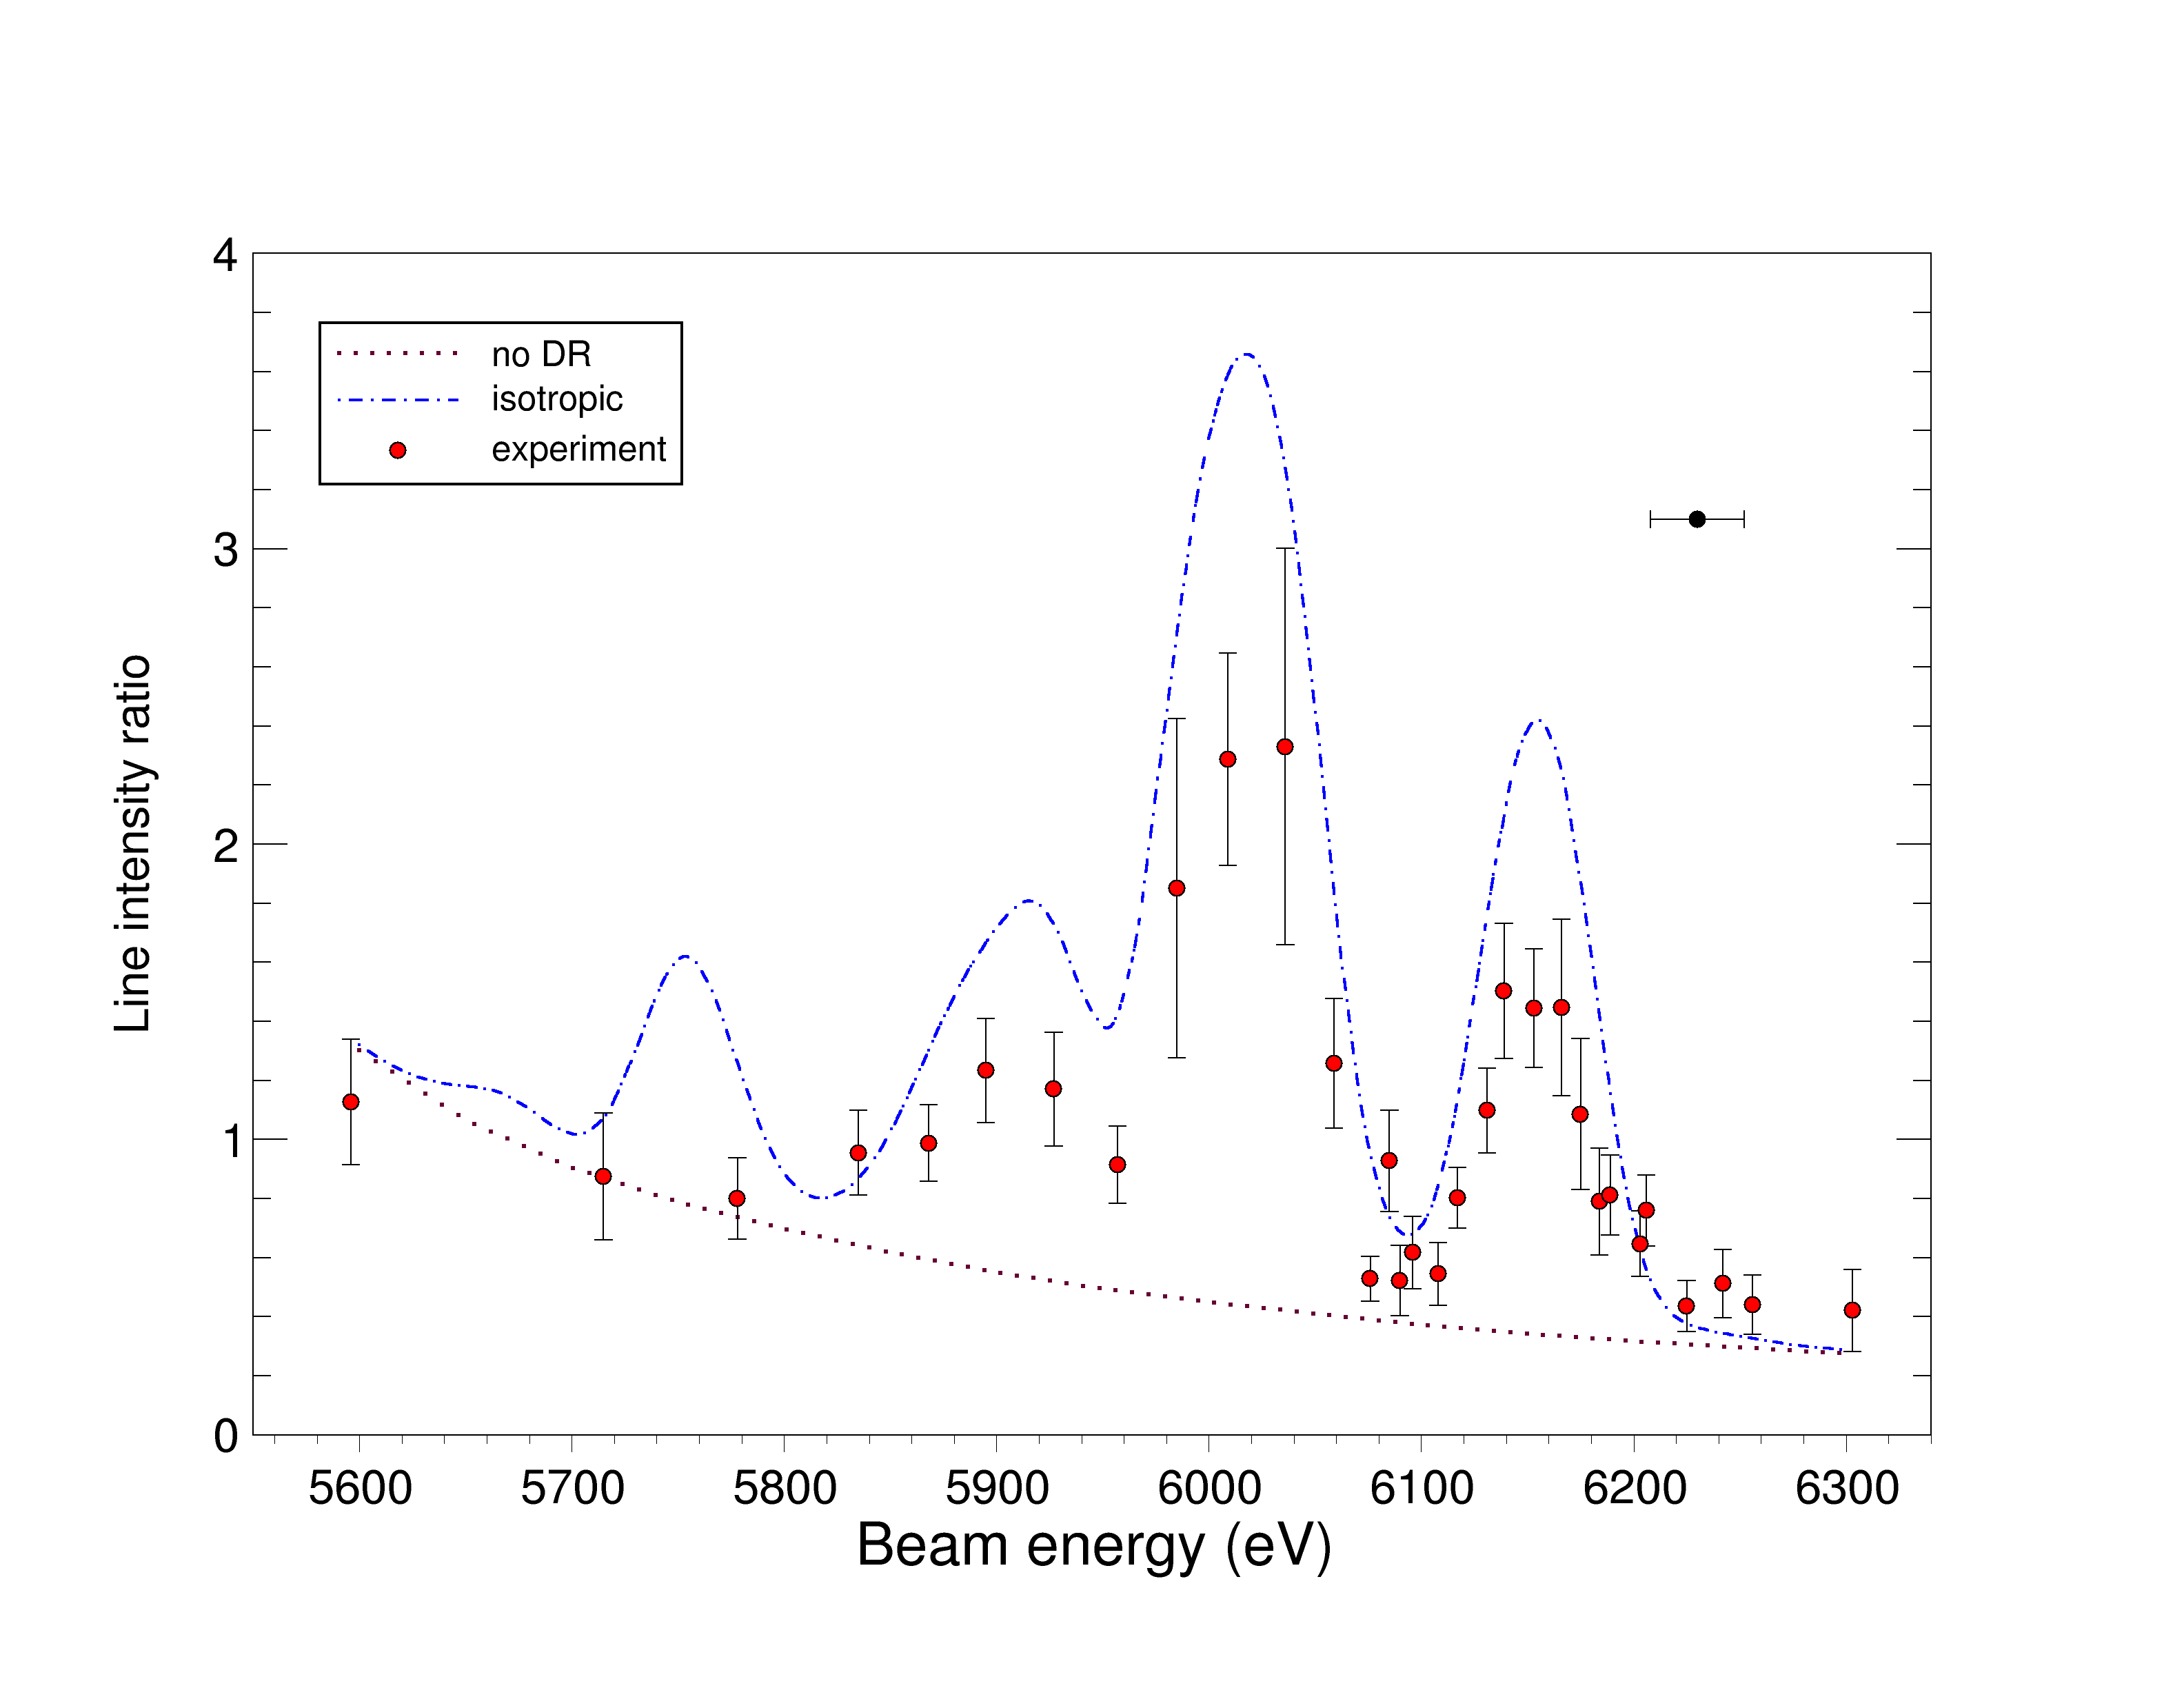 4
3
2
1
0
Line intensity ratio
no DR
isotropic
experiment
5600 5700 5800 5900 6000 6100 6200 6300
Beam energy (eV)